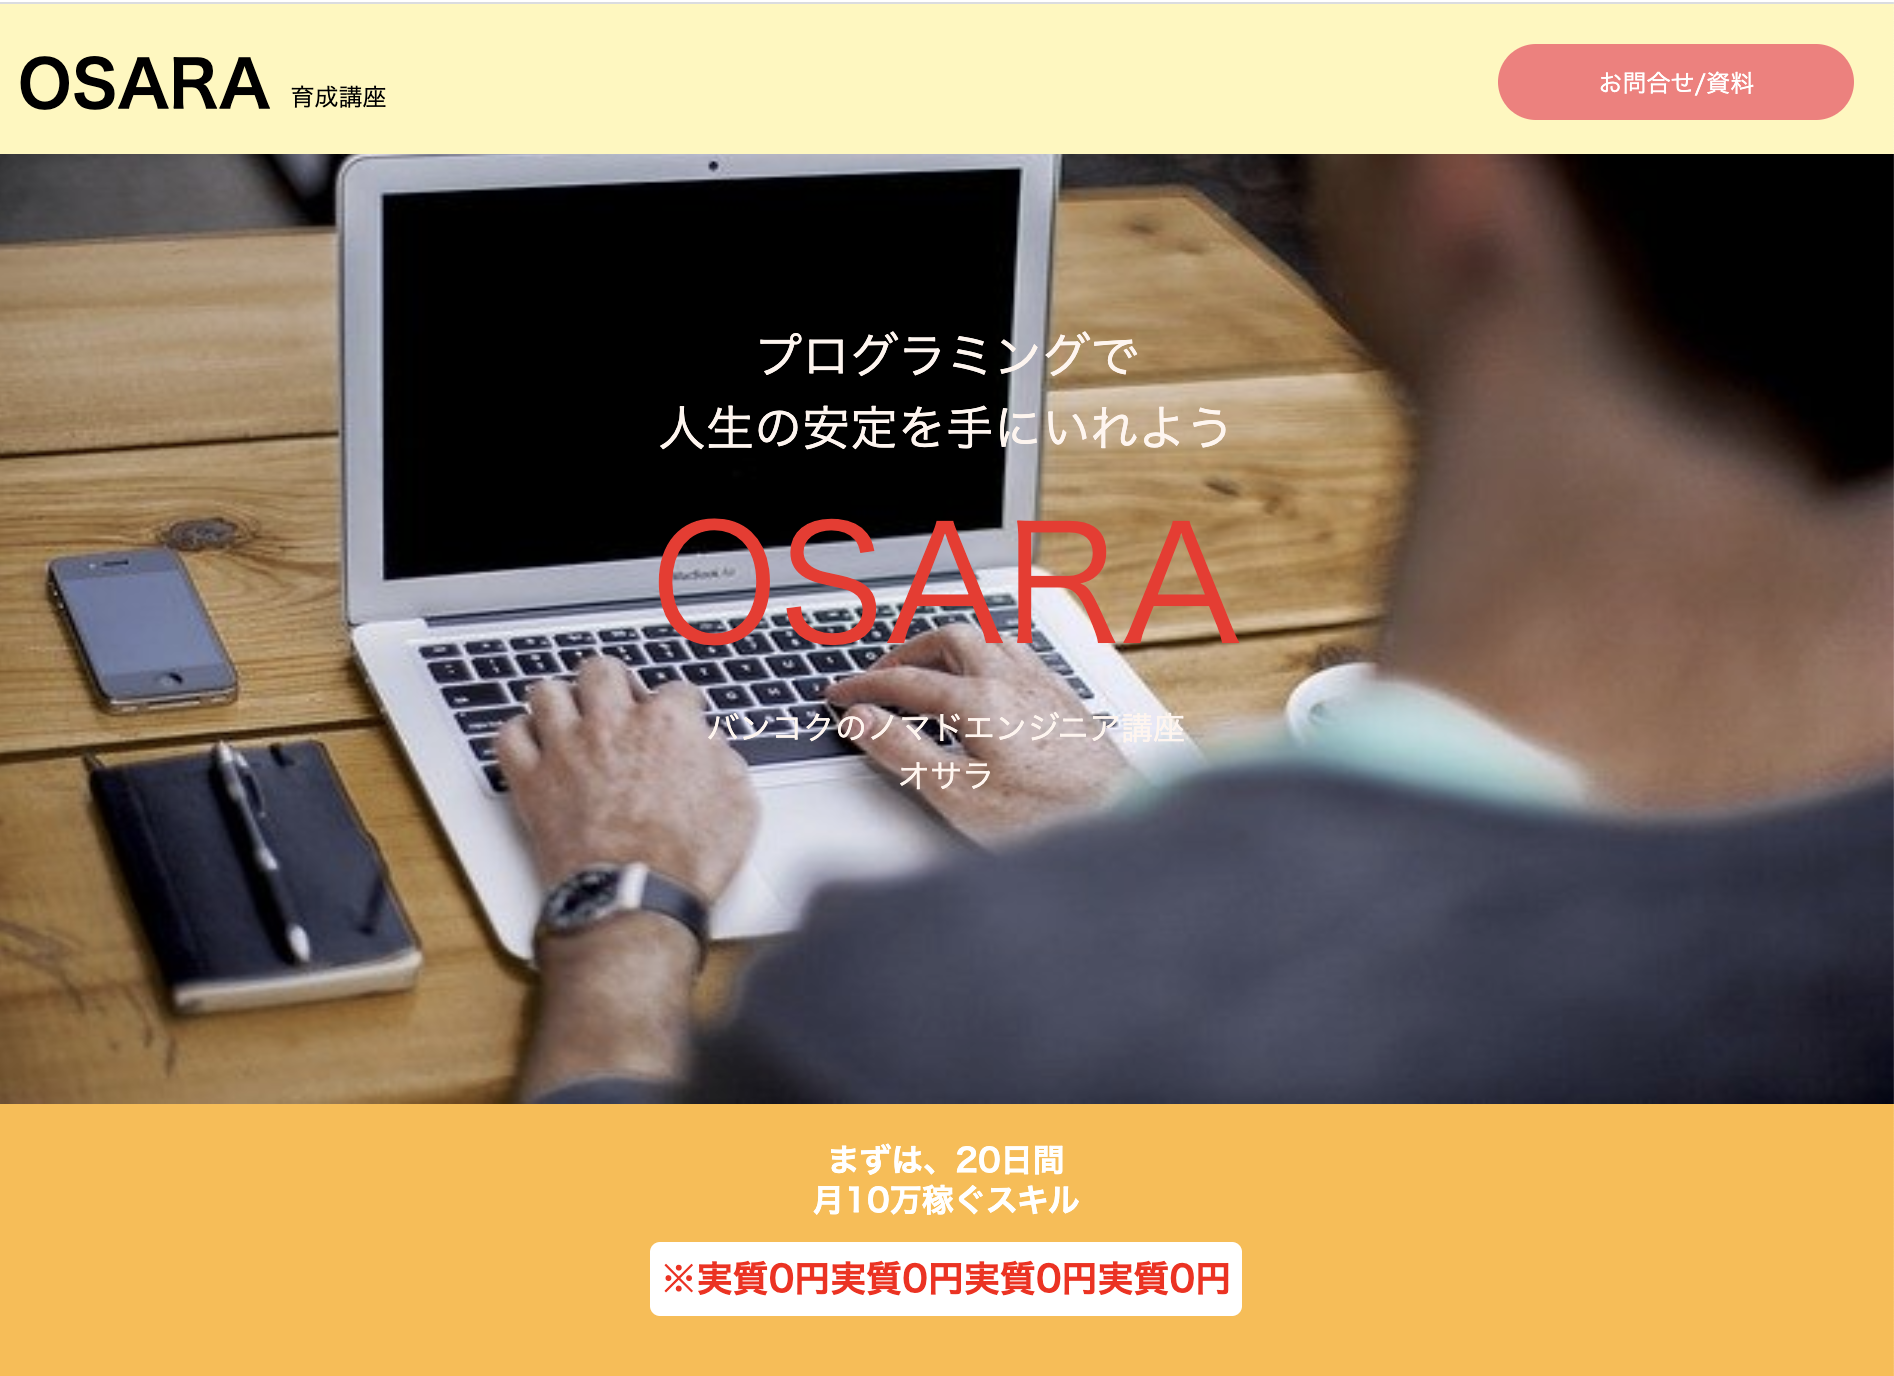 OSARA 育成講座
お問合せ/資料
プログラミングで
人生の安定を手にいれよう
MacBook Air
OSARA
バンコクのノマドエンジニア講座
オサラ
まずは、20日間
月10万稼ぐスキル
※実質0円実質0円実質0円実質0円